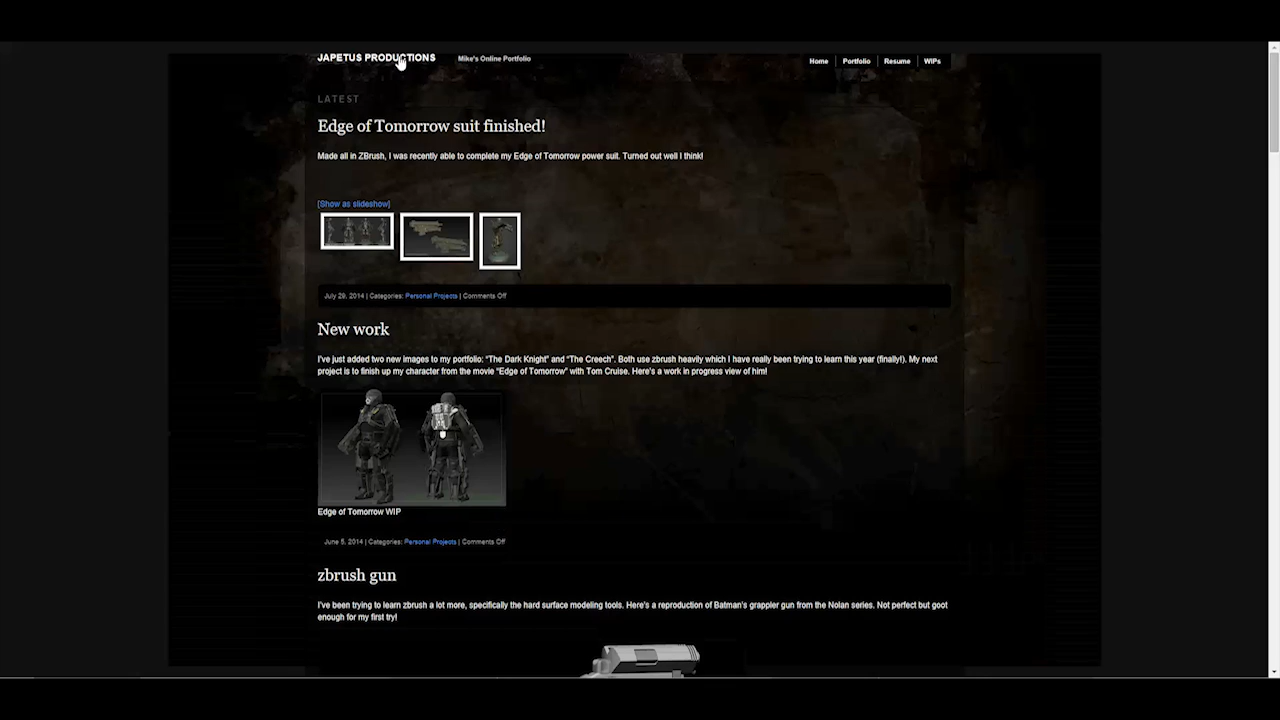 JAPETUS PRODUCTIONS Mike's Online Portfolio Home Portfolio Resume WIPs
LATEST
Edge of Tomorrow suit finished!
Made all in ZBrush, I was recently able to complete my Edge of Tomorrow power suit. Turned out well I think!
[Show as slideshow]
July 29, 2014 | Categories: Personal Projects | Comments Off
New work
I've just added two new images to my portfolio: “The Dark Knight” and “The Creech”. Both use zbrush heavily which I have really been trying to learn this year (finally!). My next
project is to finish up my character from the movie “Edge of Tomorrow” with Tom Cruise. Here's a work in progress view of him!
Edge of Tomorrow WIP
June 5, 2014 | Categories: Personal Projects | Comments Off
zbrush gun
I've been trying to learn zbrush a lot more, specifically the hard surface modeling tools. Here's a reproduction of Batman's grappler gun from the Nolan series. Not perfect but goot
enough for my first try!